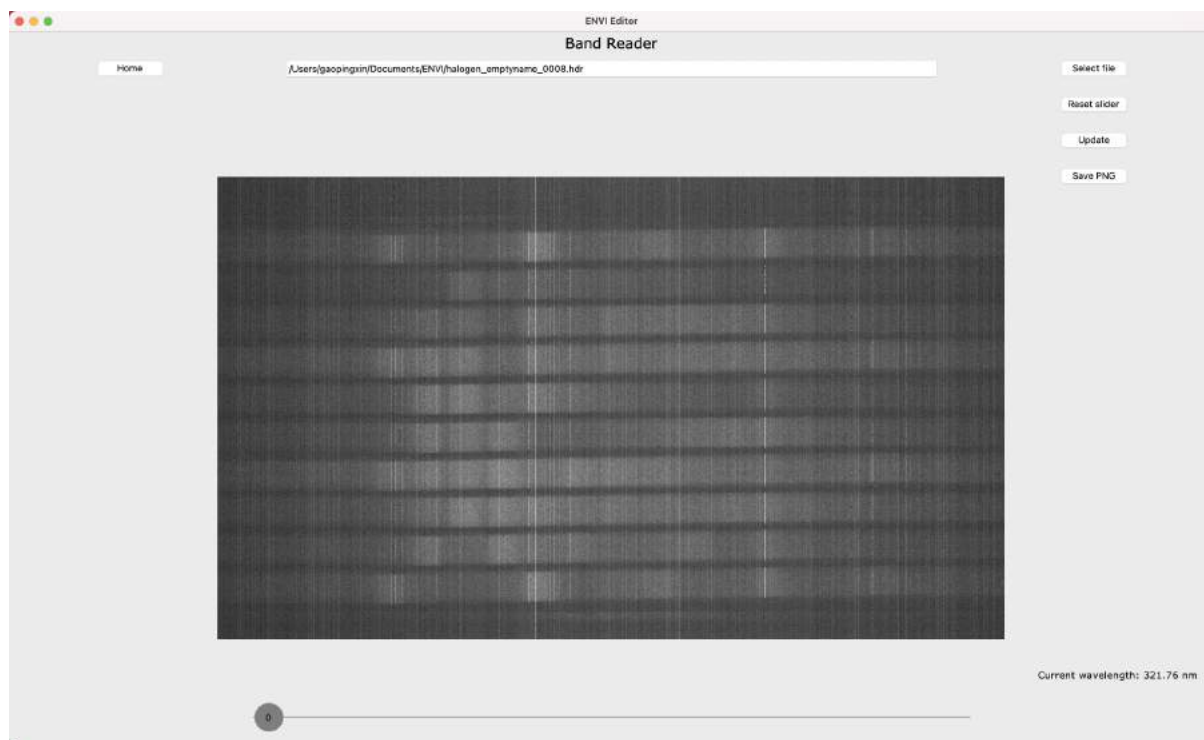 ENVI Editor
Band Reader
Home
/Users/gaopingxin/Documents/ENVI/halogen_emptyname_0008.hdr
Select file
Reset slider
Update
Save PNG
Current wavelength: 321.76 nm
0